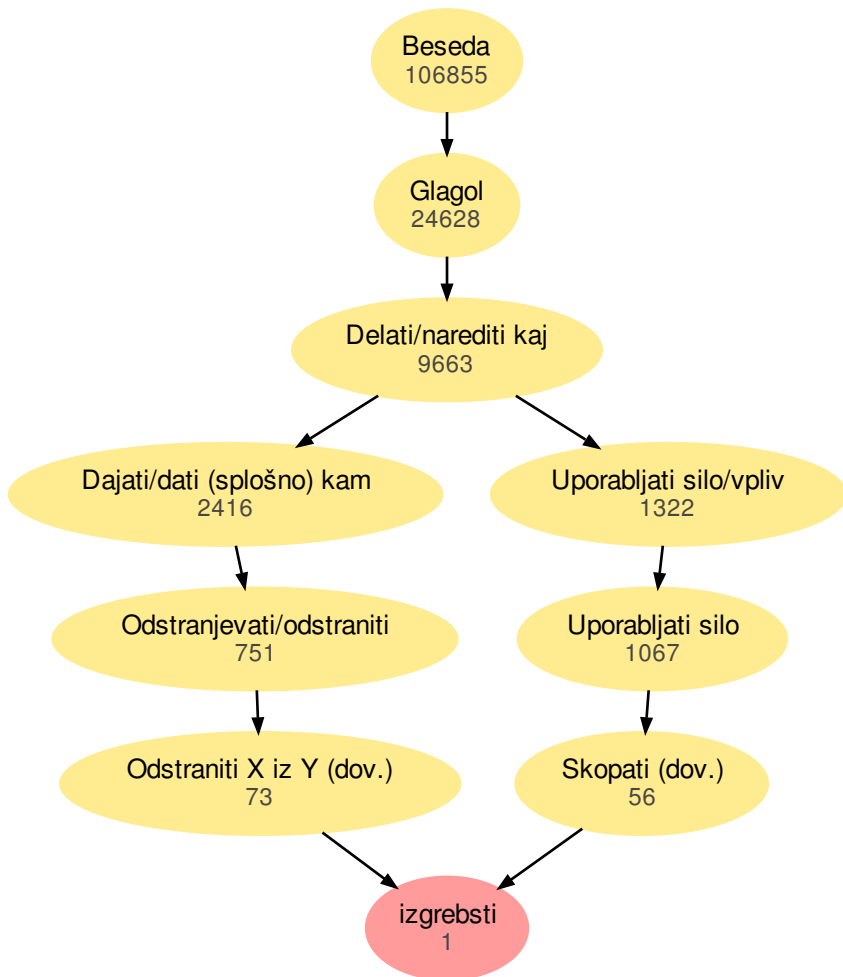 Beseda
106855
Glagol
24628
Delati/narediti kaj
9663
Dajati/dati (splošno) kam
2416
Uporabljati silo/vpliv
1322
Odstranjevati/odstraniti
751
Uporabljati silo
1067
Odstraniti X iz Y (dov.)
73
Skopati (dov.)
56
izgrebsti
1